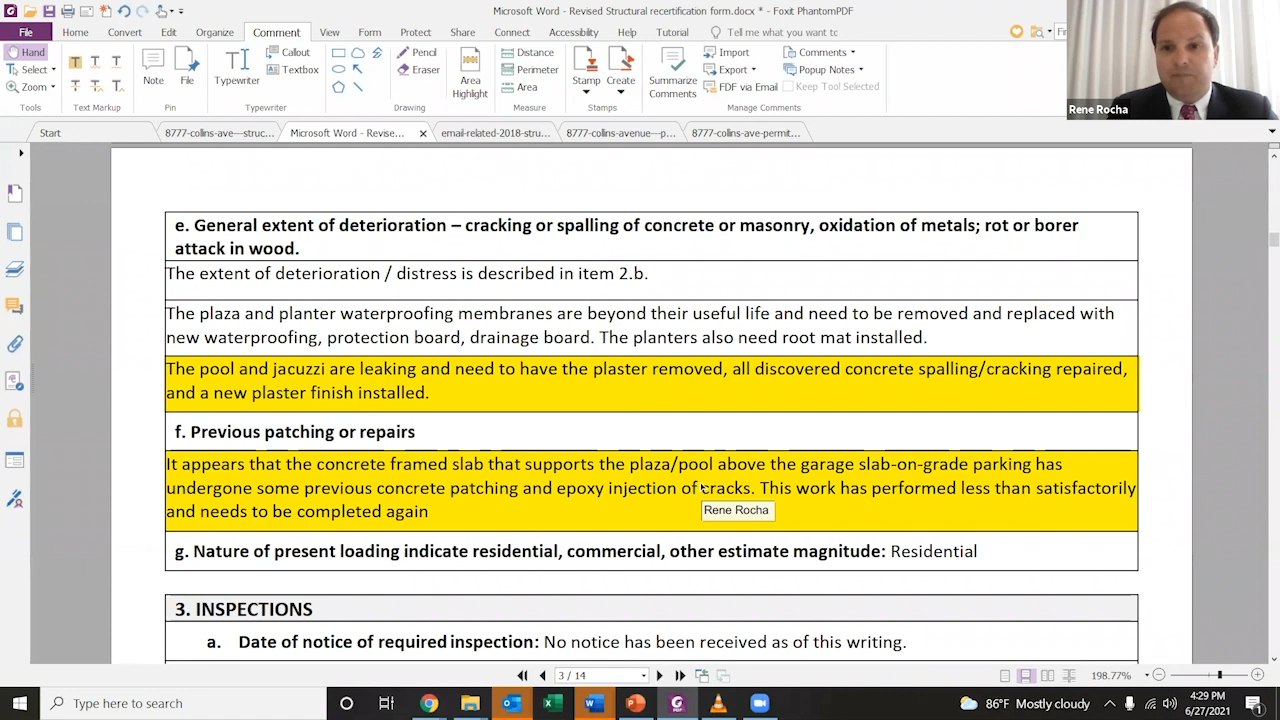 Microsoft Word - Revised Structural recertification form.docx * - Foxit PhantomPDF
File Home Convert Edit Organize Comment View Form Protect Share Connect Accessibility Help Tutorial Tell me what you want to do Fi
Hand
Select
Zoom
Tools
Text Markup
Note
File
Pin
Typewriter
Callout
Textbox
Typewriter
Pencil
Eraser
Drawing
Area Highlight
Distance
Perimeter
Area
Measure
Stamp
Create
Stamps
Summarize Comments
Import
Export
FDF via Email
Comments
Popup Notes
Keep Tool Selected
Manage Comments
Rene Rocha
Start 8777-collins-ave---struc... Microsoft Word - Revise... email-related-2018-stru... 8777-collins-avenue---p... 8777-collins-ave-permit...
e. General extent of deterioration – cracking or spalling of concrete or masonry, oxidation of metals; rot or borer
attack in wood.
The extent of deterioration / distress is described in item 2.b.
The plaza and planter waterproofing membranes are beyond their useful life and need to be removed and replaced with
new waterproofing, protection board, drainage board. The planters also need root mat installed.
The pool and jacuzzi are leaking and need to have the plaster removed, all discovered concrete spalling/cracking repaired,
and a new plaster finish installed.
f. Previous patching or repairs
It appears that the concrete framed slab that supports the plaza/pool above the garage slab-on-grade parking has
undergone some previous concrete patching and epoxy injection of cracks. This work has performed less than satisfactorily
and needs to be completed again
Rene Rocha
g. Nature of present loading indicate residential, commercial, other estimate magnitude: Residential
3. INSPECTIONS
a. Date of notice of required inspection: No notice has been received as of this writing.
3 / 14
198.77%
Type here to search
86°F Mostly cloudy
4:29 PM
6/27/2021